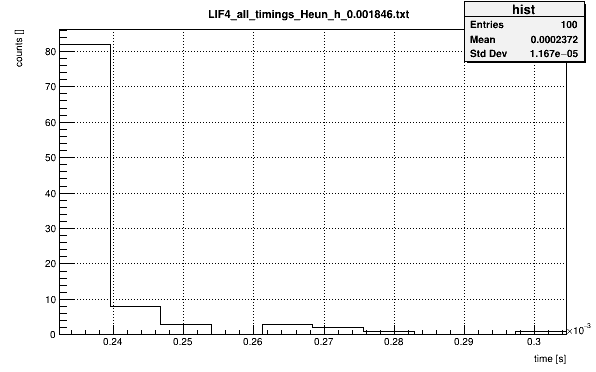 LIF4_all_timings_Heun_h_0.001846.txt
hist
Entries 100
Mean 0.0002372
Std Dev 1.167e−05
counts []
80
70
60
50
40
30
20
10
0
0.24 0.25 0.26 0.27 0.28 0.29 0.3
×10⁻³
time [s]